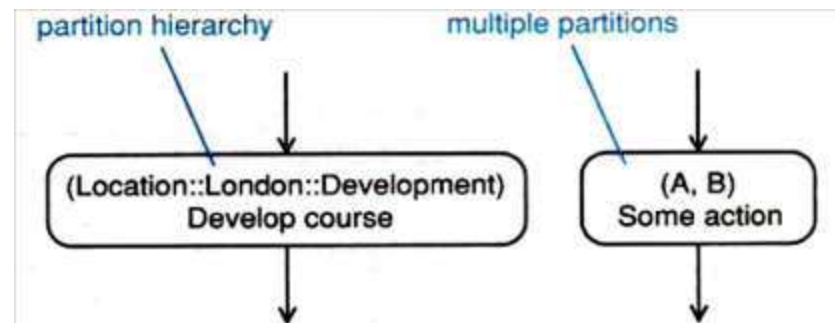 partition hierarchy
multiple partitions
(Location::London::Development)
Develop course
(A, B)
Some action